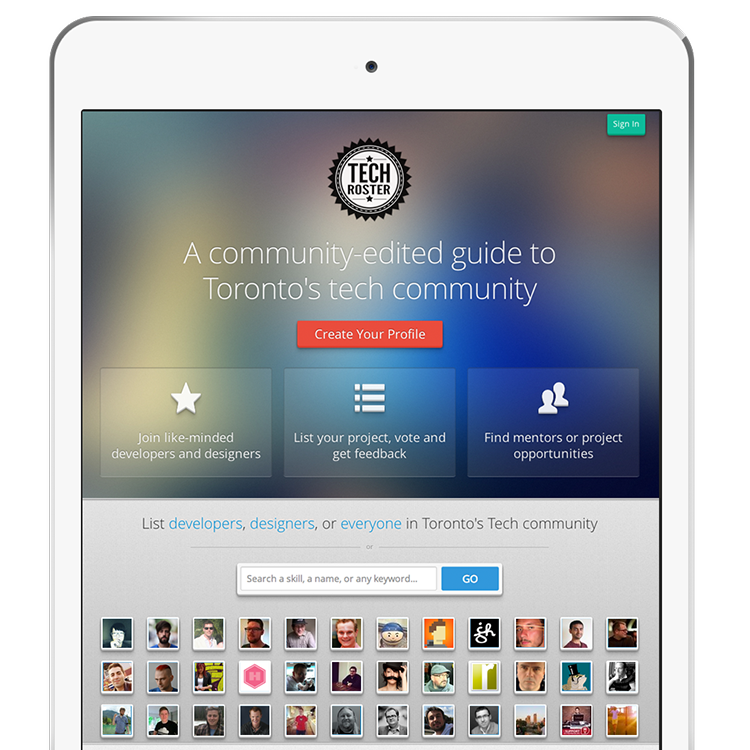 Sign In
TECH
ROSTER
A community-edited guide to
Toronto's tech community
Create Your Profile
Join like-minded
developers and designers
List your project, vote and
get feedback
Find mentors or project
opportunities
List developers, designers, or everyone in Toronto's Tech community
or
Search a skill, a name, or any keyword...
GO